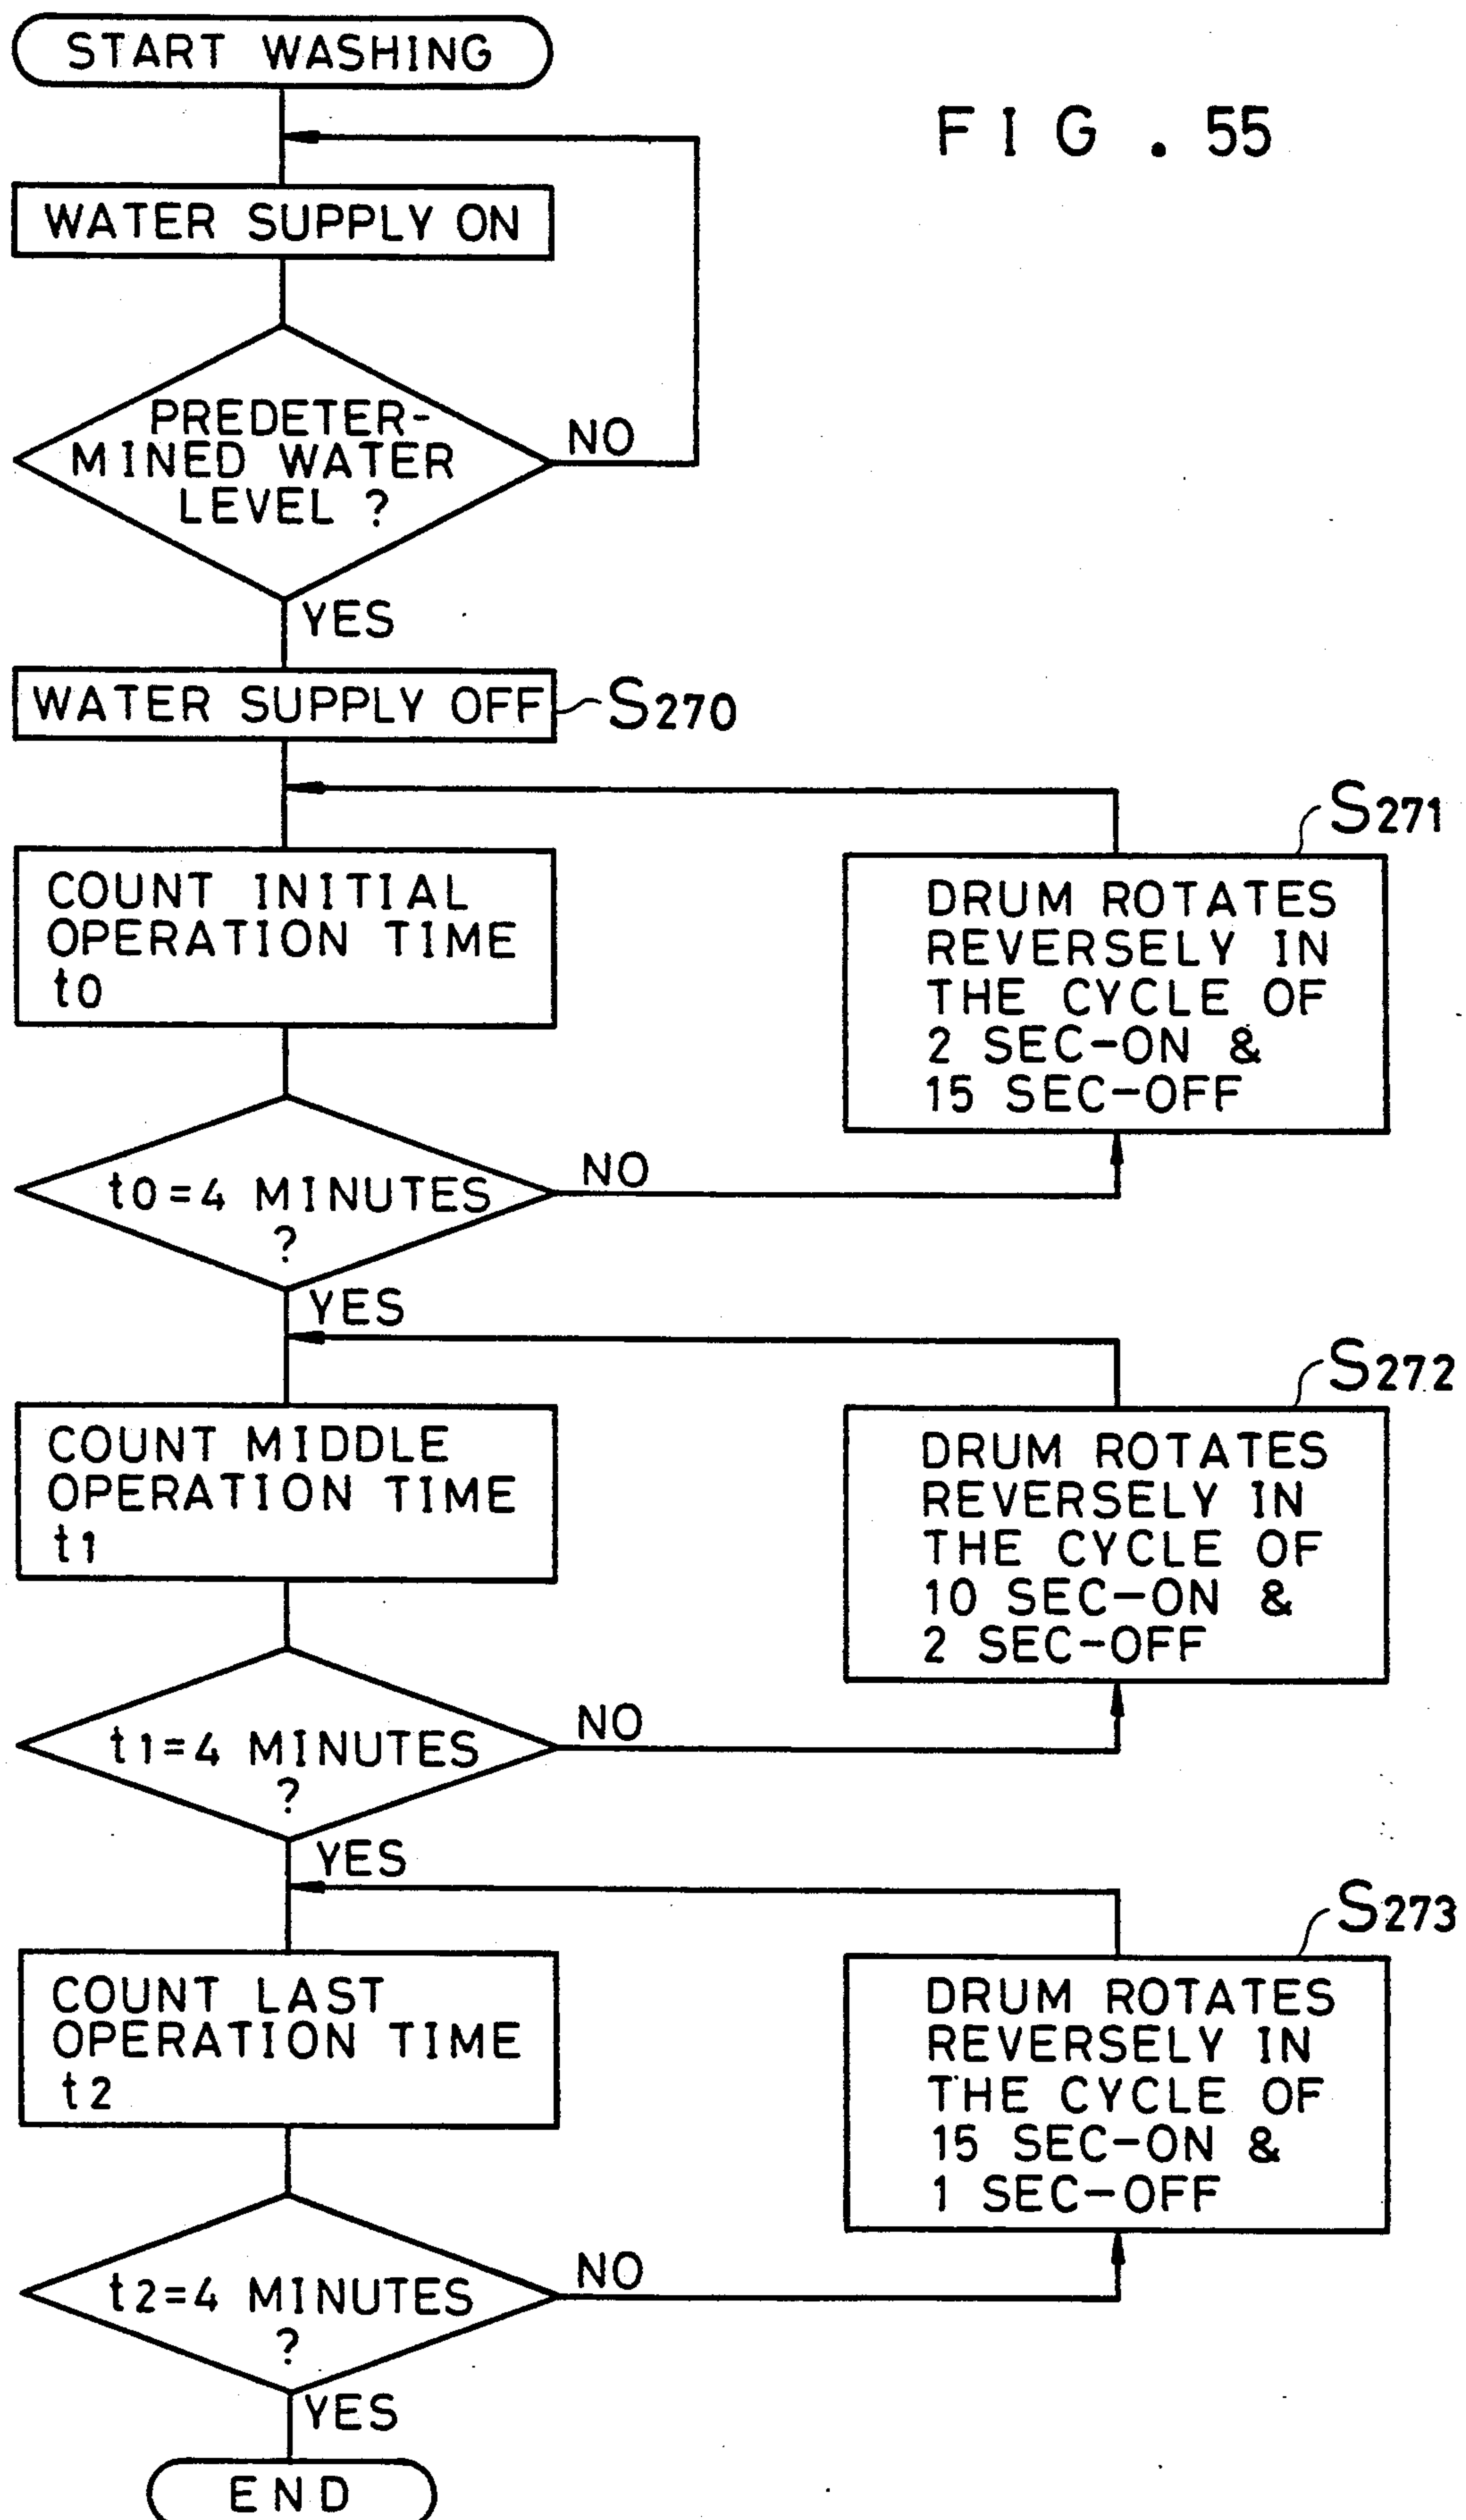 START WASHING
FIG. 55
WATER SUPPLY ON
PREDETER-
MINED WATER
LEVEL ?
NO
YES
WATER SUPPLY OFF
S270
S271
COUNT INITIAL
OPERATION TIME
t0
DRUM ROTATES
REVERSELY IN
THE CYCLE OF
2 SEC-ON &
15 SEC-OFF
t0=4 MINUTES
?
NO
YES
S272
COUNT MIDDLE
OPERATION TIME
t1
DRUM ROTATES
REVERSELY IN
THE CYCLE OF
10 SEC-ON &
2 SEC-OFF
t1=4 MINUTES
?
NO
YES
S273
COUNT LAST
OPERATION TIME
t2
DRUM ROTATES
REVERSELY IN
THE CYCLE OF
15 SEC-ON &
1 SEC-OFF
t2=4 MINUTES
?
NO
YES
END